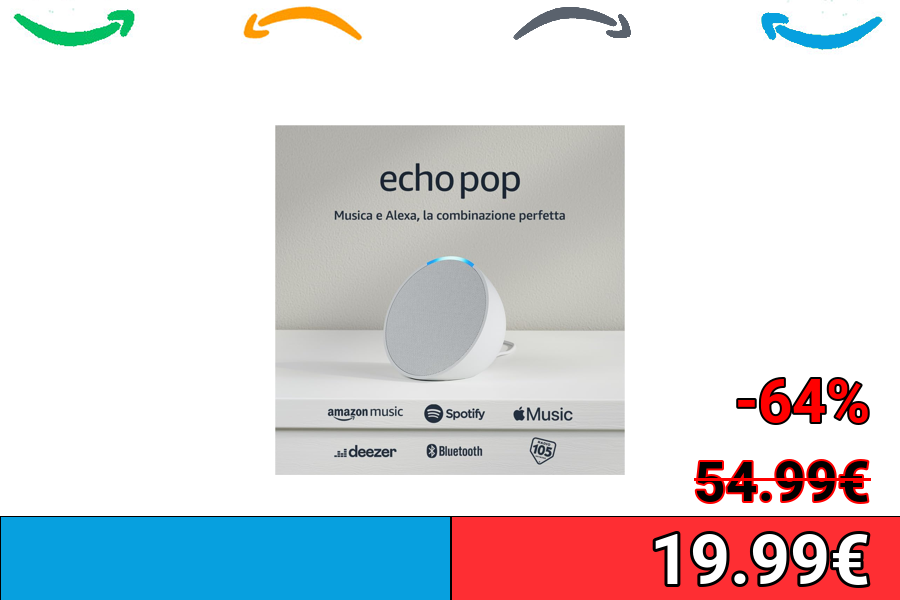 echo pop
Musica e Alexa, la combinazione perfetta
amazon music Spotify Music
deezer Bluetooth RADIO 105
-64%
54.99€
19.99€